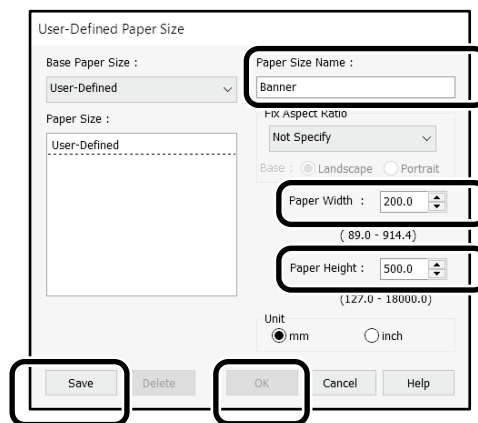 User-Defined Paper Size
Base Paper Size :
User-Defined
Paper Size :
User-Defined
Paper Size Name :
Banner
Fix Aspect Ratio
Not Specify
Base : Landscape Portrait
Paper Width : 200.0
( 89.0 - 914.4)
Paper Height : 500.0
(127.0 - 18000.0)
Unit
mm inch
Save Delete OK Cancel Help